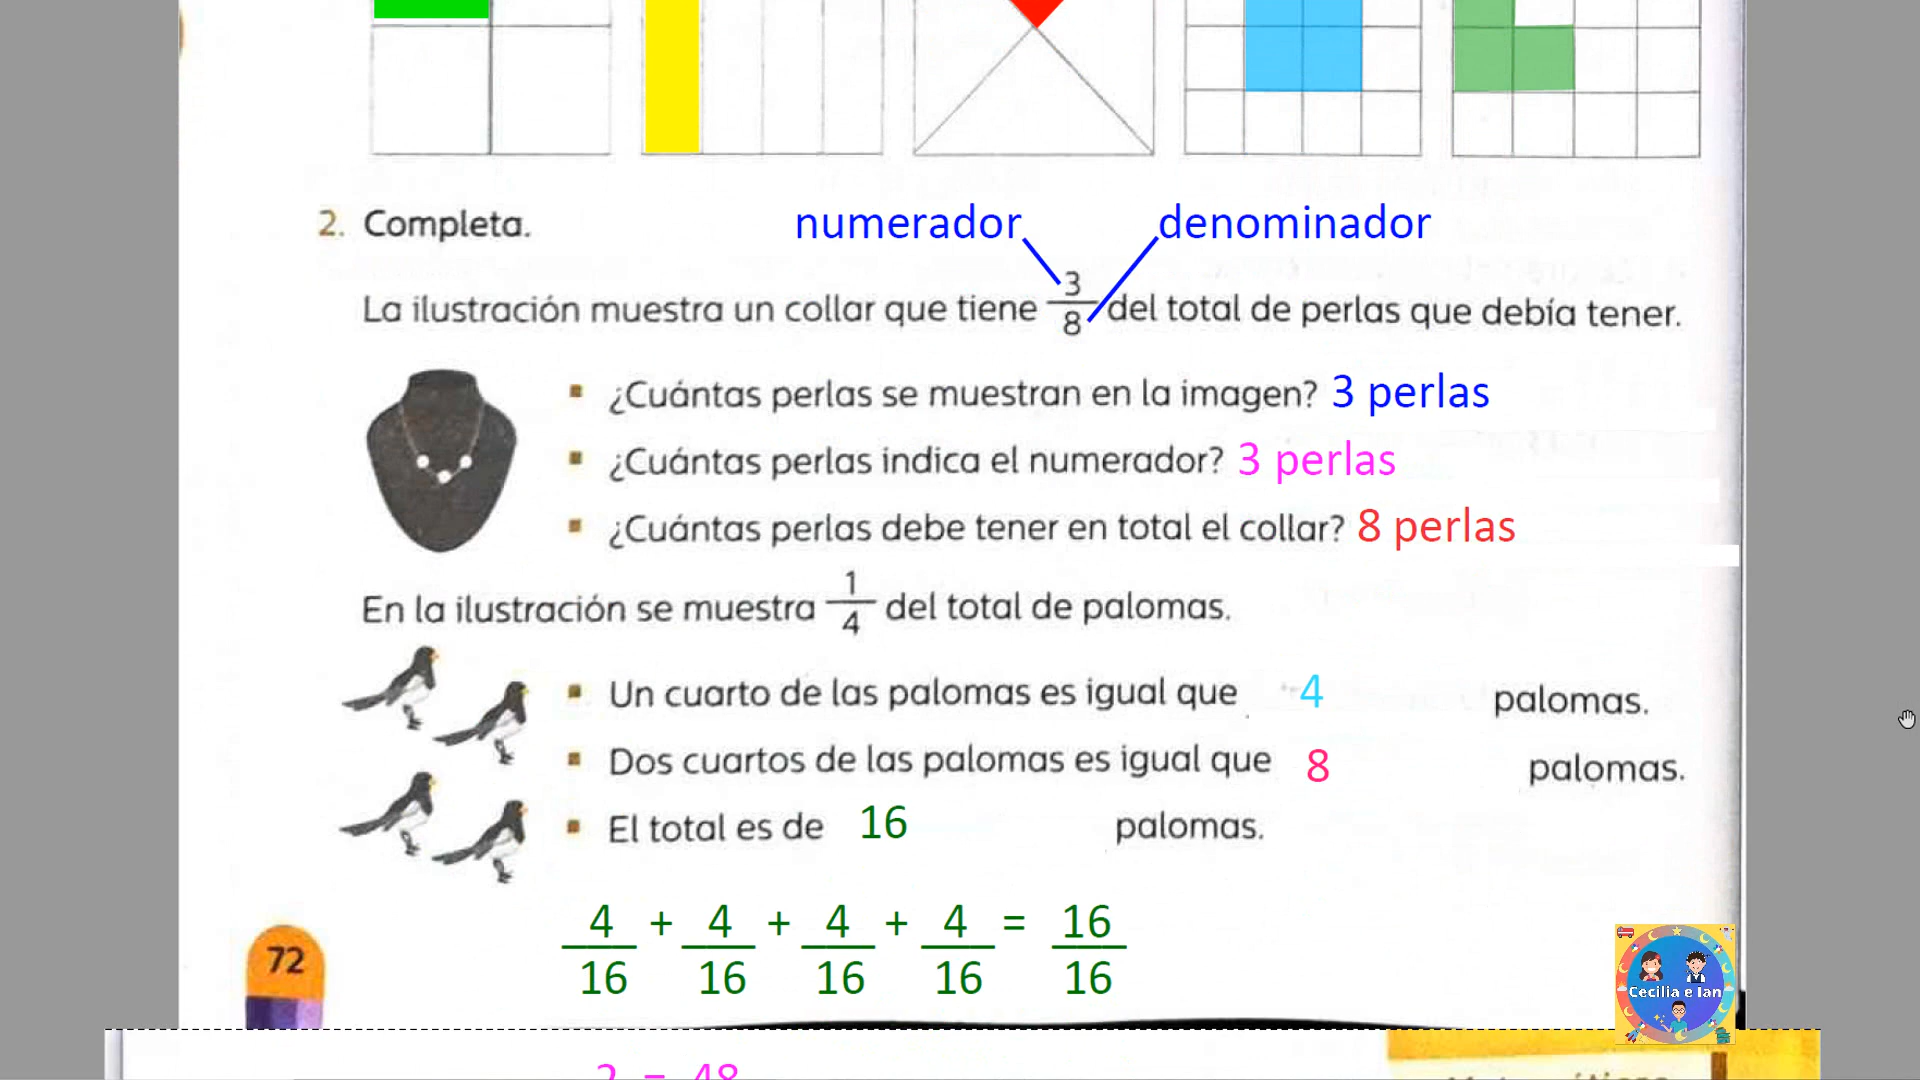 2. Completa.
numerador
denominador
La ilustración muestra un collar que tiene 3/8 del total de perlas que debía tener.
¿Cuántas perlas se muestran en la imagen? 3 perlas
¿Cuántas perlas indica el numerador? 3 perlas
¿Cuántas perlas debe tener en total el collar? 8 perlas
En la ilustración se muestra 1/4 del total de palomas.
Un cuarto de las palomas es igual que 4 palomas.
Dos cuartos de las palomas es igual que 8 palomas.
El total es de 16 palomas.
4/16 + 4/16 + 4/16 + 4/16 = 16/16
72
Cecilia e Ian
2 = 48